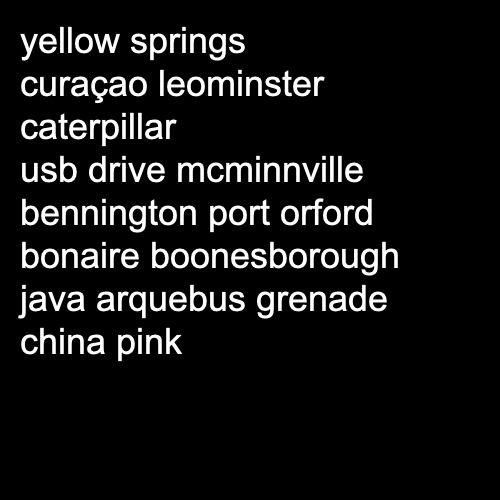 yellow springs
curaçao leominster
caterpillar
usb drive mcminnville
bennington port orford
bonaire boonesborough
java arquebus grenade
china pink